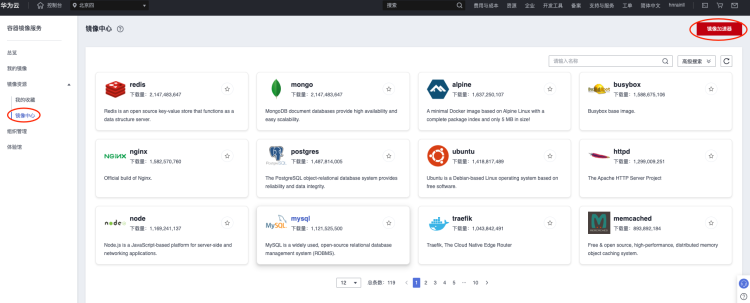 华为云
控制台
北京四
搜索
费用与成本 资源 企业 开发工具 备案 支持与服务 工单 简体中文
容器镜像服务
总览
我的镜像
镜像资源
我的收藏
镜像中心
组织管理
体验馆
镜像中心
镜像加速器
请输入名称
高级搜索
redis
下载量: 2,147,483,647
Redis is an open source key-value store that functions as a
data structure server.
mongo
下载量: 2,147,483,647
MongoDB document databases provide high availability and
easy scalability.
alpine
下载量: 1,637,250,107
A minimal Docker image based on Alpine Linux with a
complete package index and only 5 MB in size!
busybox
下载量: 1,588,675,106
Busybox base image.
NGINX
nginx
下载量: 1,582,570,760
Official build of Nginx.
PostgreSQL
postgres
下载量: 1,487,814,005
The PostgreSQL object-relational database system provides
reliability and data integrity.
ubuntu
下载量: 1,416,817,489
Ubuntu is a Debian-based Linux operating system based on
free software.
httpd
下载量: 1,299,009,251
The Apache HTTP Server Project
node
node
下载量: 1,169,241,137
Node.js is a JavaScript-based platform for server-side and
networking applications.
MySQL
mysql
下载量: 1,121,525,500
MySQL is a widely used, open-source relational database
management system (RDBMS).
traefik
下载量: 1,043,842,491
Traefik, The Cloud Native Edge Router
memcached
下载量: 893,892,184
Free & open source, high-performance, distributed memory
object caching system.
12 总条数: 119 < 1 2 3 4 5 ··· 10 >